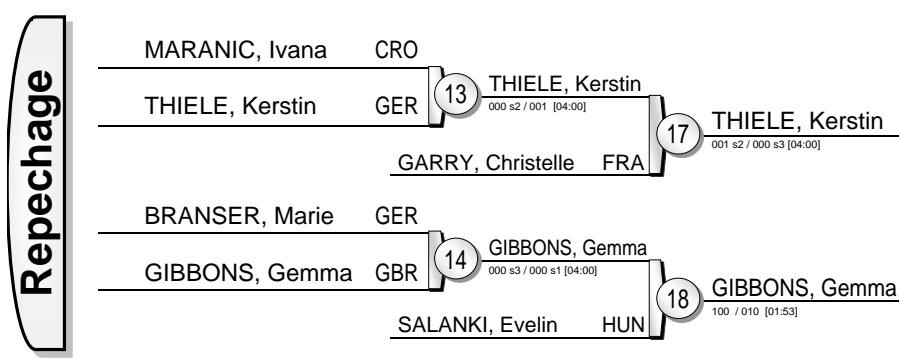 Repechage
MARANIC, Ivana CRO
THIELE, Kerstin GER
13
THIELE, Kerstin
000 s2 / 001 [04:00]
GARRY, Christelle FRA
17
THIELE, Kerstin
001 s2 / 000 s3 [04:00]
BRANSER, Marie GER
GIBBONS, Gemma GBR
14
GIBBONS, Gemma
000 s3 / 000 s1 [04:00]
SALANKI, Evelin HUN
18
GIBBONS, Gemma
100 / 010 [01:53]